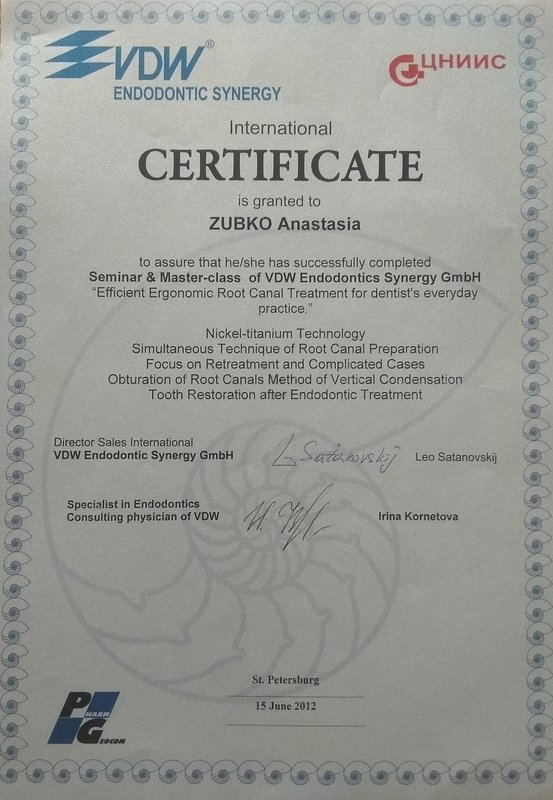 VDW®
ЦНИИС
ENDODONTIC SYNERGY
International
CERTIFICATE
is granted to
ZUBKO Anastasia
to assure that he/she has successfully completed
Seminar & Master-class of VDW Endodontics Synergy GmbH
“Efficient Ergonomic Root Canal Treatment for dentist's everyday
practice.”
Nickel-titanium Technology
Simultaneous Technique of Root Canal Preparation
Focus on Retreatment and Complicated Cases
Obturation of Root Canals Method of Vertical Condensation
Tooth Restoration after Endodontic Treatment
Director Sales International
VDW Endodontic Synergy GmbH
L Satanovskij
Leo Satanovskij
Specialist in Endodontics
Consulting physician of VDW
Irina Kornetova
St. Petersburg
15 June 2012
PHARM
GEOCOM